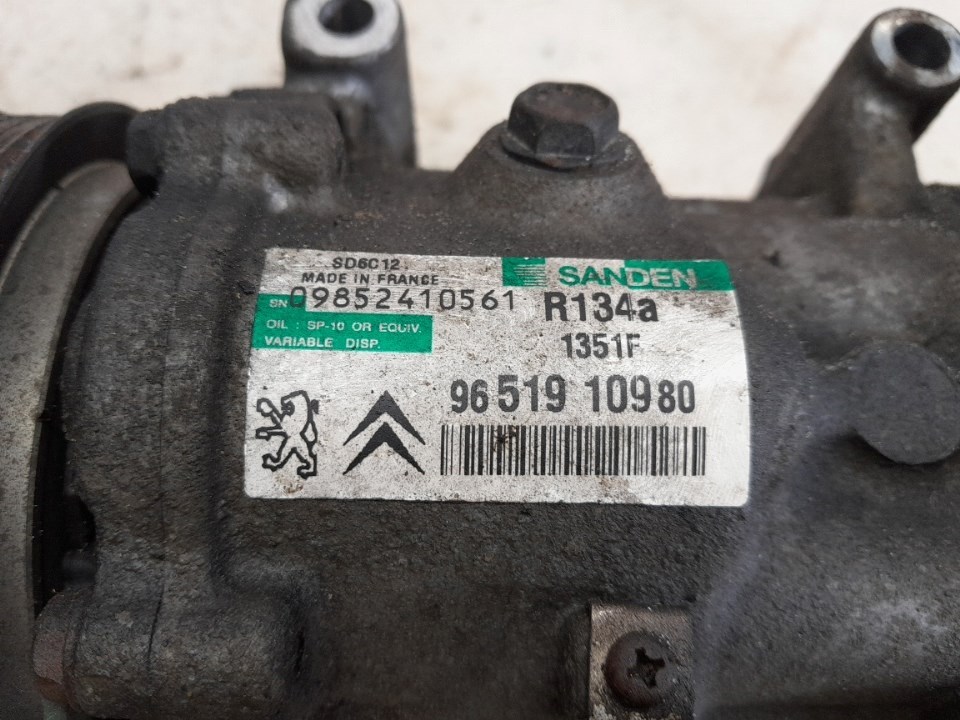 SD6C12
MADE IN FRANCE
SANDEN
SN 09852410561
R134a
OIL : SP-10 OR EQUIV.
VARIABLE DISP.
1351F
96 519 109 80